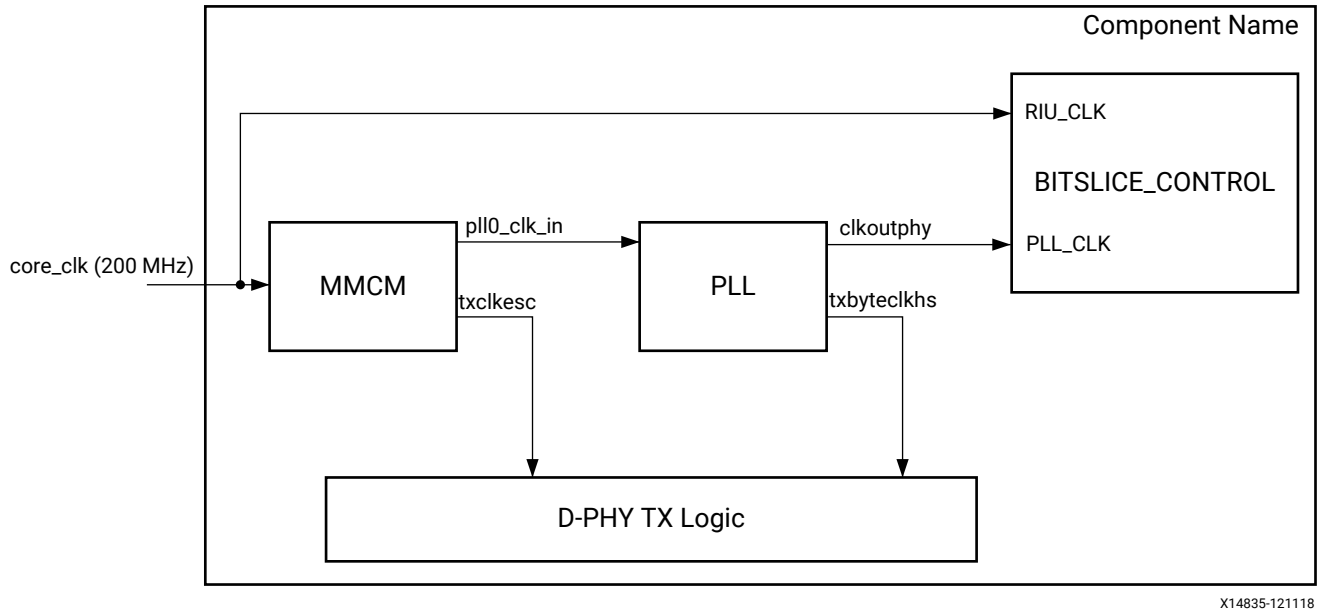 Component Name
RIU_CLK
BITSLICE_CONTROL
pll0_clk_in
clkoutphy
PLL_CLK
core_clk (200 MHz)
MMCM
PLL
txclkesc
txbyteclkhs
D-PHY TX Logic
X14835-121118